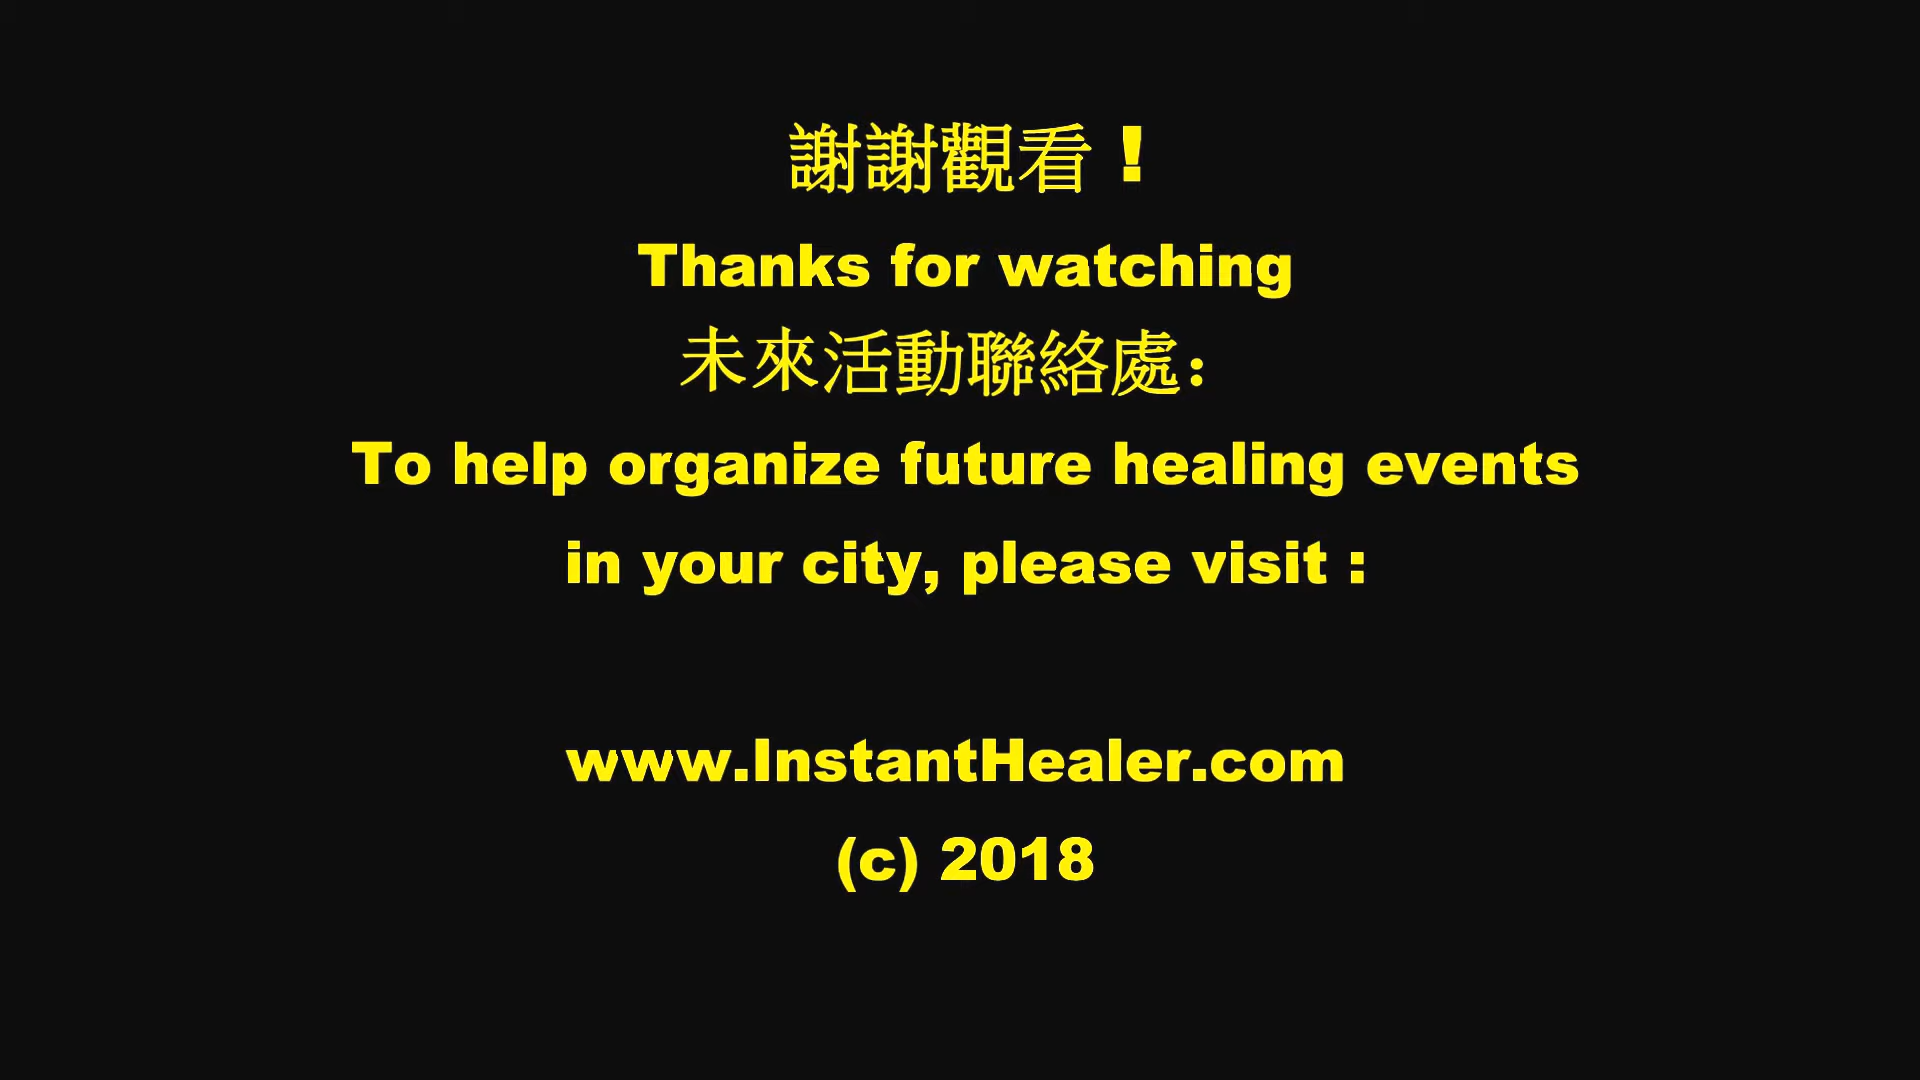 謝謝觀看！
Thanks for watching
未來活動聯絡處：
To help organize future healing events
in your city, please visit :
www.InstantHealer.com
(c) 2018